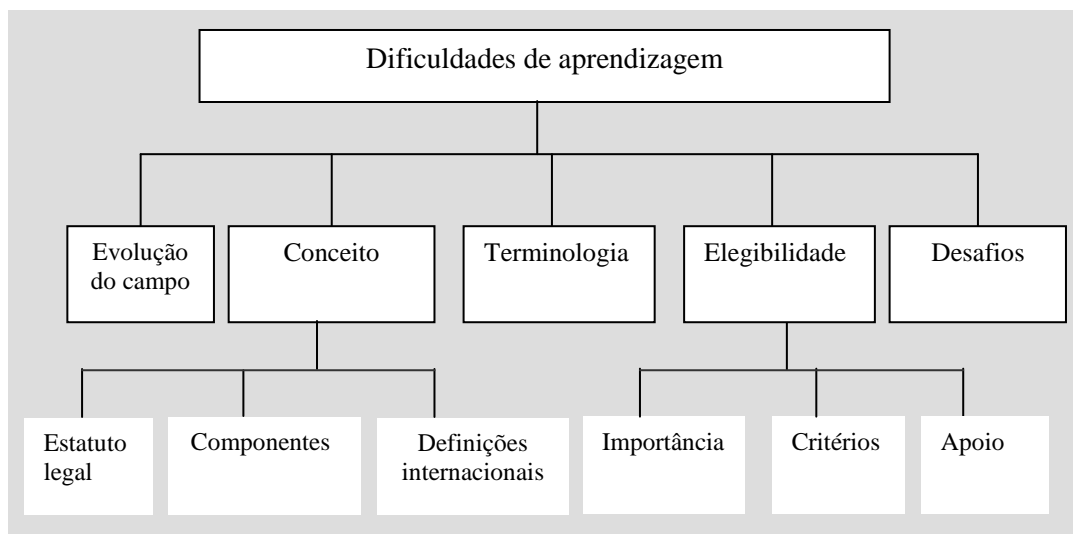 Dificuldades de aprendizagem
Evolução
do campo
Conceito
Terminologia
Elegibilidade
Desafios
Estatuto
legal
Componentes
Definições
internacionais
Importância
Critérios
Apoio